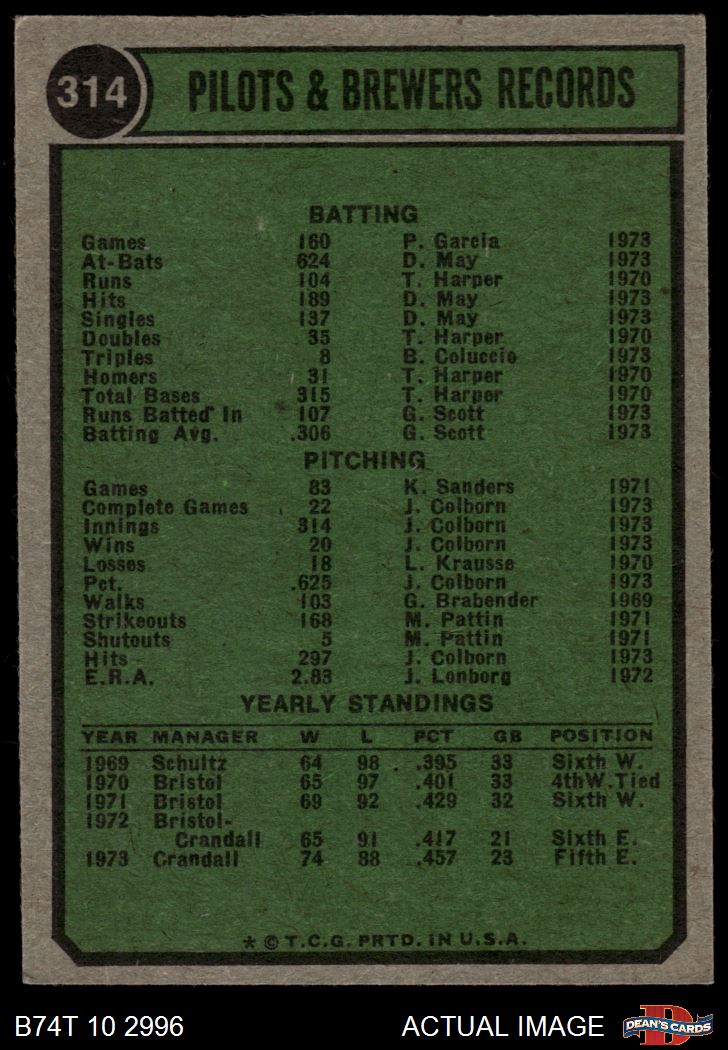 314 PILOTS & BREWERS RECORDS
BATTING
Games 160 P. Garcia 1973
At-Bats 624 D. May 1973
Runs 104 T. Harper 1970
Hits 189 D. May 1973
Singles 137 D. May 1973
Doubles 35 T. Harper 1970
Triples 8 B. Coluccio 1973
Homers 31 T. Harper 1970
Total Bases 315 T. Harper 1970
Runs Batted In 107 G. Scott 1973
Batting Avg. .306 G. Scott 1973
PITCHING
Games 83 K. Sanders 1971
Complete Games 22 J. Colborn 1973
Innings 314 J. Colborn 1973
Wins 20 J. Colborn 1973
Losses 18 L. Krausse 1970
Pct. .625 J. Colborn 1973
Walks 103 G. Brabender 1969
Strikeouts 168 M. Pattin 1971
Shutouts 5 M. Pattin 1971
Hits 297 J. Colborn 1973
E.R.A. 2.83 J. Lonborg 1972
YEARLY STANDINGS
YEAR MANAGER W L PCT GB POSITION
1969 Schultz 64 98 .395 33 Sixth W.
1970 Bristol 65 97 .401 33 4thW.Tied
1971 Bristol 69 92 .429 32 Sixth W.
1972 Bristol-
Crandall 65 91 .417 21 Sixth E.
1973 Crandall 74 88 .457 23 Fifth E.
* © T.C.G. PRTD. IN U.S.A.
B74T 10 2996 ACTUAL IMAGE D DEAN'S CARDS